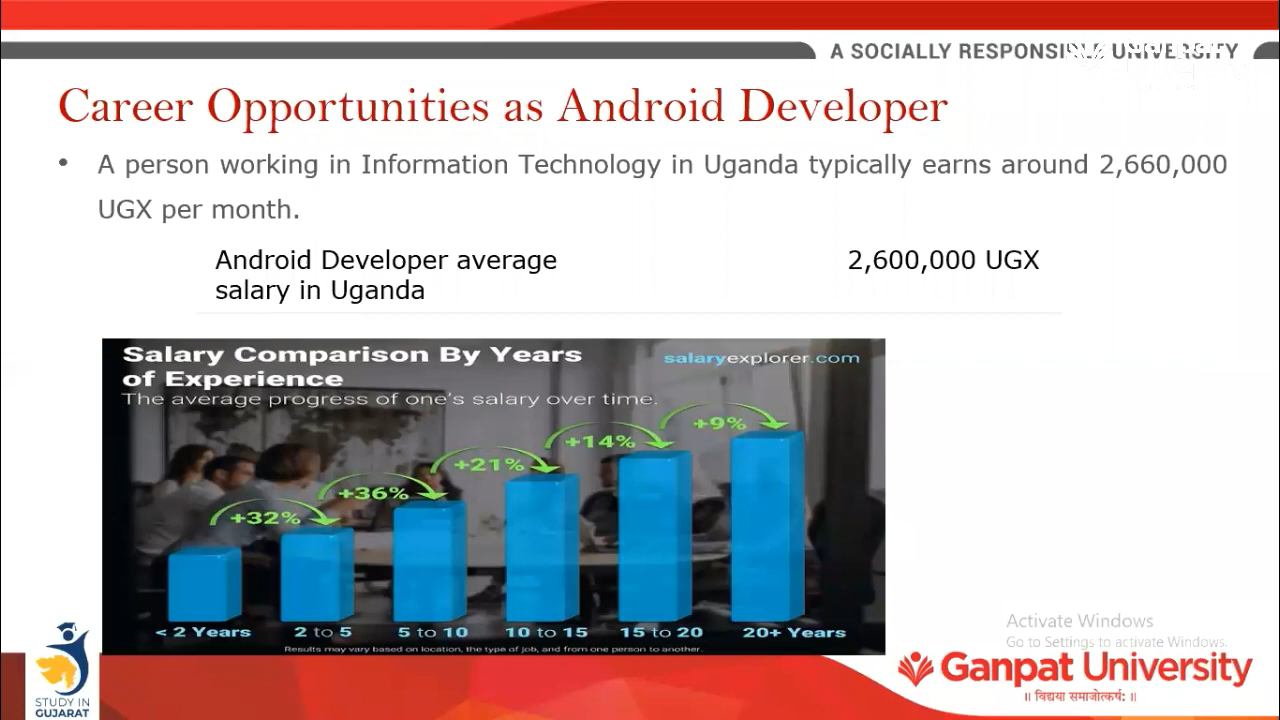 A SOCIALLY RESPONSIBLE UNIVERSITY
Career Opportunities as Android Developer
• A person working in Information Technology in Uganda typically earns around 2,660,000
UGX per month.
Android Developer average 2,600,000 UGX
salary in Uganda
Salary Comparison By Years
of Experience
salaryexplorer.com
The average progress of one's salary over time.
+32%
+36%
+21%
+14%
+9%
< 2 Years 2 to 5 5 to 10 10 to 15 15 to 20 20+ Years
Results may vary based on location, the type of job, and from one person to another.
Activate Windows
Go to Settings to activate Windows.
Ganpat University
॥ विद्यया समाजोत्कर्षः ॥
STUDY IN
GUJARAT